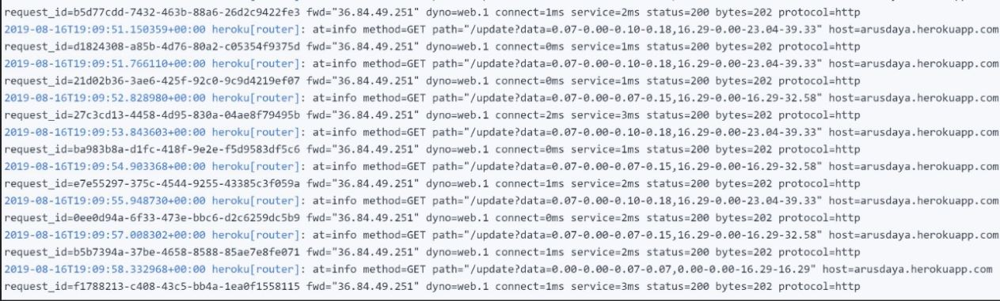 request_id=b5d77cdd-7432-463b-88a6-26d2c9422fe3 fwd="36.84.49.251" dyno=web.1 connect=1ms service=2ms status=200 bytes=202 protocol=http
2019-08-16T19:09:51.150359+00:00 heroku[router]: at=info method=GET path="/update?data=0.07-0.00-0.10-0.18,16.29-0.00-23.04-39.33" host=arusdaya.herokuapp.com
request_id=d1824308-a85b-4d76-80a2-c05354f9375d fwd="36.84.49.251" dyno=web.1 connect=0ms service=1ms status=200 bytes=202 protocol=http
2019-08-16T19:09:51.766110+00:00 heroku[router]: at=info method=GET path="/update?data=0.07-0.00-0.10-0.18,16.29-0.00-23.04-39.33" host=arusdaya.herokuapp.com
request_id=21d02b36-3ae6-425f-92c0-9c9d4219ef07 fwd="36.84.49.251" dyno=web.1 connect=0ms service=1ms status=200 bytes=202 protocol=http
2019-08-16T19:09:52.828980+00:00 heroku[router]: at=info method=GET path="/update?data=0.07-0.00-0.07-0.15,16.29-0.00-16.29-32.58" host=arusdaya.herokuapp.com
request_id=27c3cd13-4458-4d95-830a-04ae8f79495b fwd="36.84.49.251" dyno=web.1 connect=2ms service=3ms status=200 bytes=202 protocol=http
2019-08-16T19:09:53.843603+00:00 heroku[router]: at=info method=GET path="/update?data=0.07-0.00-0.10-0.18,16.29-0.00-23.04-39.33" host=arusdaya.herokuapp.com
request_id=ba983b8a-d1fc-418f-9e2e-f5d9583df5c6 fwd="36.84.49.251" dyno=web.1 connect=0ms service=1ms status=200 bytes=202 protocol=http
2019-08-16T19:09:54.903368+00:00 heroku[router]: at=info method=GET path="/update?data=0.07-0.00-0.07-0.15,16.29-0.00-16.29-32.58" host=arusdaya.herokuapp.com
request_id=e7e55297-375c-4544-9255-43385c3f059a fwd="36.84.49.251" dyno=web.1 connect=1ms service=2ms status=200 bytes=202 protocol=http
2019-08-16T19:09:55.948730+00:00 heroku[router]: at=info method=GET path="/update?data=0.07-0.00-0.10-0.18,16.29-0.00-23.04-39.33" host=arusdaya.herokuapp.com
request_id=0ee0d94a-6f33-473e-bbc6-d2c6259dc5b9 fwd="36.84.49.251" dyno=web.1 connect=0ms service=2ms status=200 bytes=202 protocol=http
2019-08-16T19:09:57.008302+00:00 heroku[router]: at=info method=GET path="/update?data=0.07-0.00-0.07-0.15,16.29-0.00-16.29-32.58" host=arusdaya.herokuapp.com
request_id=b5b7394a-37be-4658-8588-85ae7e8fe071 fwd="36.84.49.251" dyno=web.1 connect=1ms service=2ms status=200 bytes=202 protocol=http
2019-08-16T19:09:58.332968+00:00 heroku[router]: at=info method=GET path="/update?data=0.00-0.00-0.07-0.07,0.00-0.00-16.29-16.29" host=arusdaya.herokuapp.com
request_id=f1788213-c408-43c5-bb4a-1ea0f1558115 fwd="36.84.49.251" dyno=web.1 connect=1ms service=3ms status=200 bytes=202 protocol=http